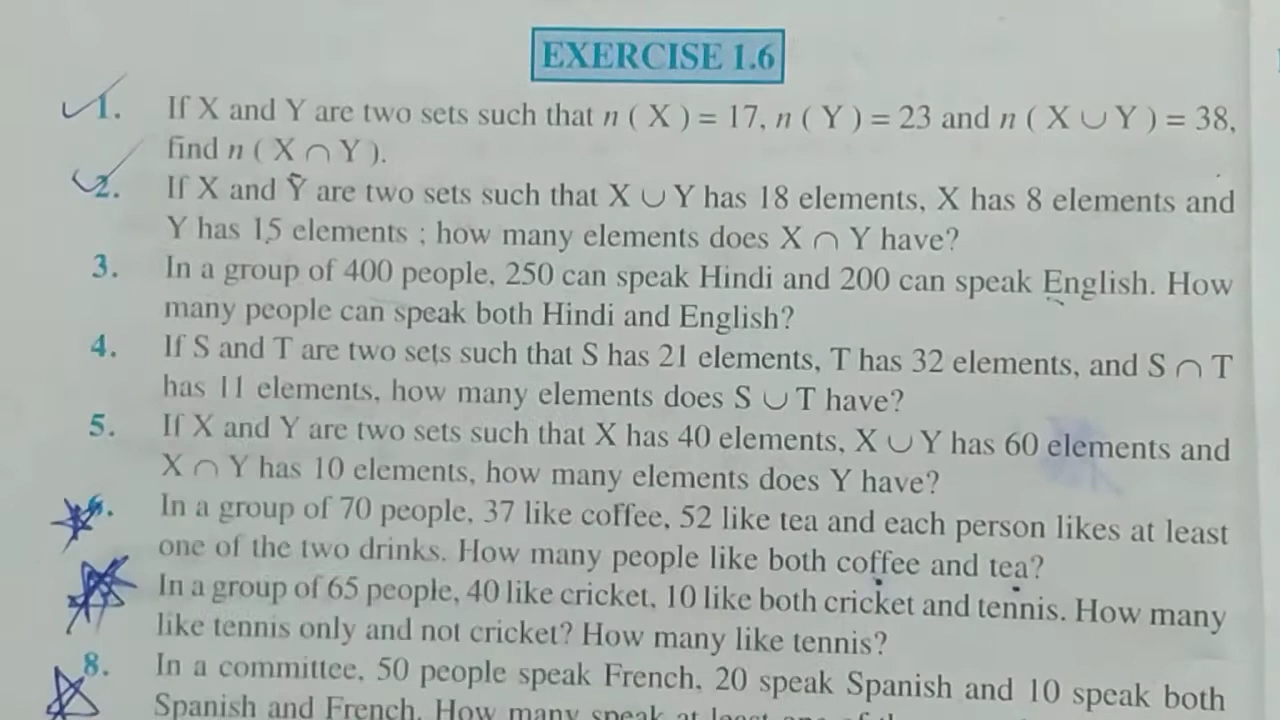 EXERCISE 1.6
1. If X and Y are two sets such that n ( X ) = 17, n ( Y ) = 23 and n ( X ∪ Y ) = 38,
find n ( X ∩ Y ).
2. If X and Y are two sets such that X ∪ Y has 18 elements, X has 8 elements and
Y has 15 elements ; how many elements does X ∩ Y have?
3. In a group of 400 people, 250 can speak Hindi and 200 can speak English. How
many people can speak both Hindi and English?
4. If S and T are two sets such that S has 21 elements, T has 32 elements, and S ∩ T
has 11 elements, how many elements does S ∪ T have?
5. If X and Y are two sets such that X has 40 elements, X ∪ Y has 60 elements and
X ∩ Y has 10 elements, how many elements does Y have?
6. In a group of 70 people, 37 like coffee, 52 like tea and each person likes at least
one of the two drinks. How many people like both coffee and tea?
In a group of 65 people, 40 like cricket, 10 like both cricket and tennis. How many
like tennis only and not cricket? How many like tennis?
8. In a committee, 50 people speak French, 20 speak Spanish and 10 speak both
Spanish and French. How many speak at least one of